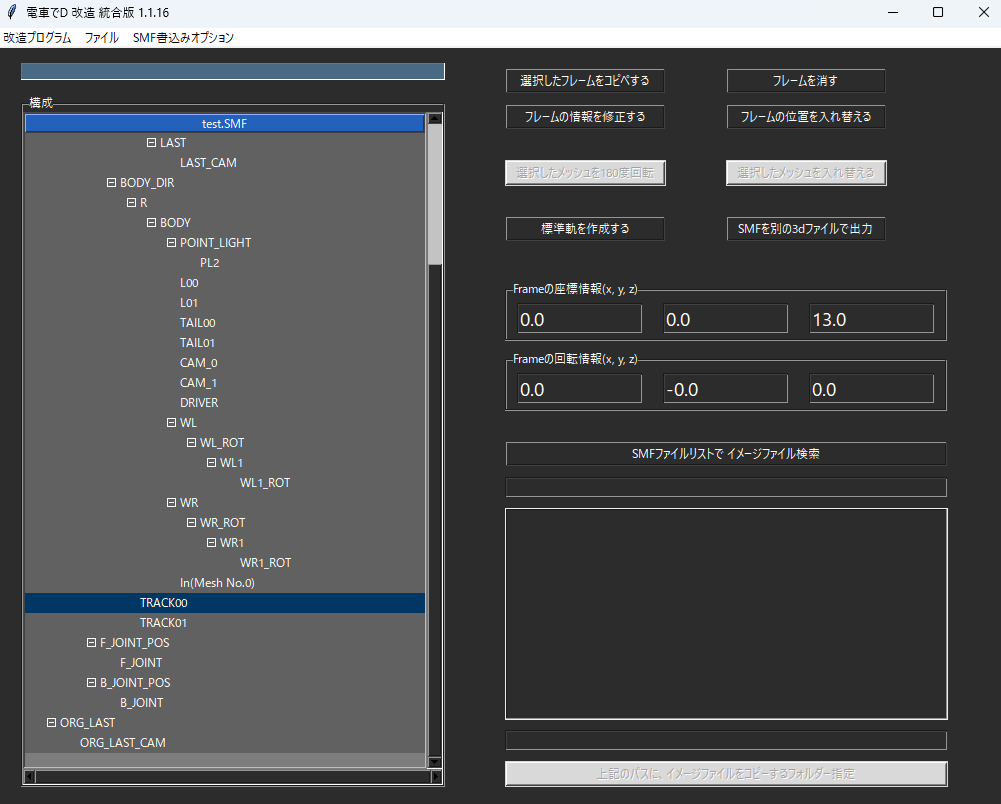 電車でD 改造 統合版 1.1.16
改造プログラム ファイル SMF書込みオプション
構成
test.SMF
LAST
LAST_CAM
BODY_DIR
R
BODY
POINT_LIGHT
PL2
L00
L01
TAIL00
TAIL01
CAM_0
CAM_1
DRIVER
WL
WL_ROT
WL1
WL1_ROT
WR
WR_ROT
WR1
WR1_ROT
In(Mesh No.0)
TRACK00
TRACK01
F_JOINT_POS
F_JOINT
B_JOINT_POS
B_JOINT
ORG_LAST
ORG_LAST_CAM
選択したフレームをコピペする フレームを消す
フレームの情報を修正する フレームの位置を入れ替える
選択したメッシュを180度回転 選択したメッシュを入れ替える
標準軌を作成する SMFを別の3dファイルで出力
Frameの座標情報(x, y, z)
0.0 0.0 13.0
Frameの回転情報(x, y, z)
0.0 -0.0 0.0
SMFファイルリストで イメージファイル検索
上記のパスに、イメージファイルをコピーするフォルダー指定